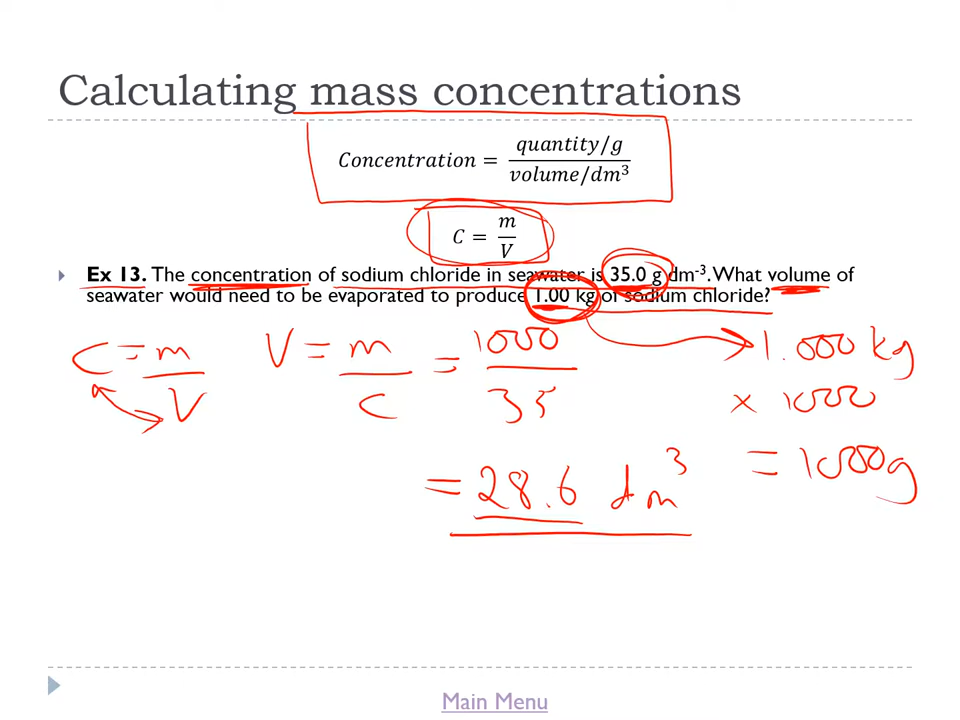 Calculating mass concentrations
Concentration = quantity/g / volume/dm³
C = m / V
Ex 13. The concentration of sodium chloride in seawater is 35.0 g dm⁻³. What volume of
seawater would need to be evaporated to produce 1.00 kg of sodium chloride?
C = m / V V = m / C = 1000 / 35
1.000 kg
x 1000
= 1000g
= 28.6 dm³
Main Menu